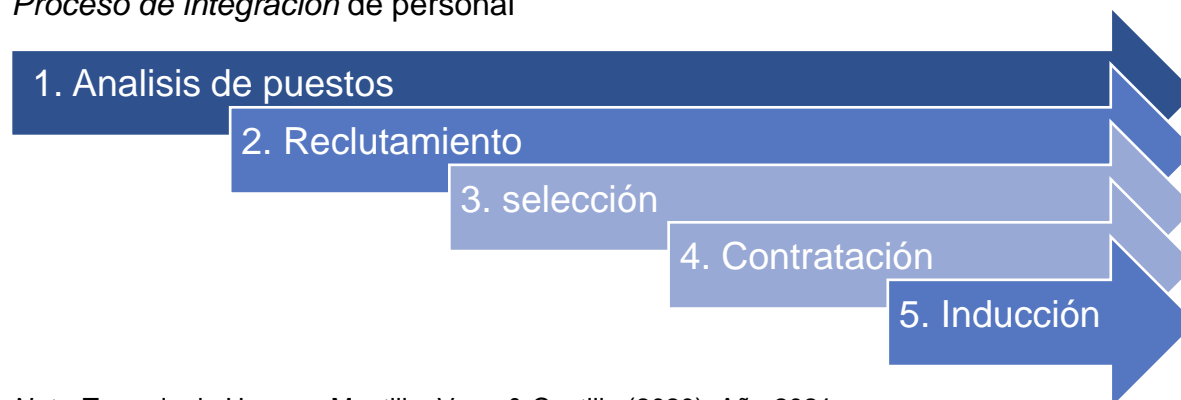 Proceso de integración de personal
1. Analisis de puestos
2. Reclutamiento
3. selección
4. Contratación
5. Inducción